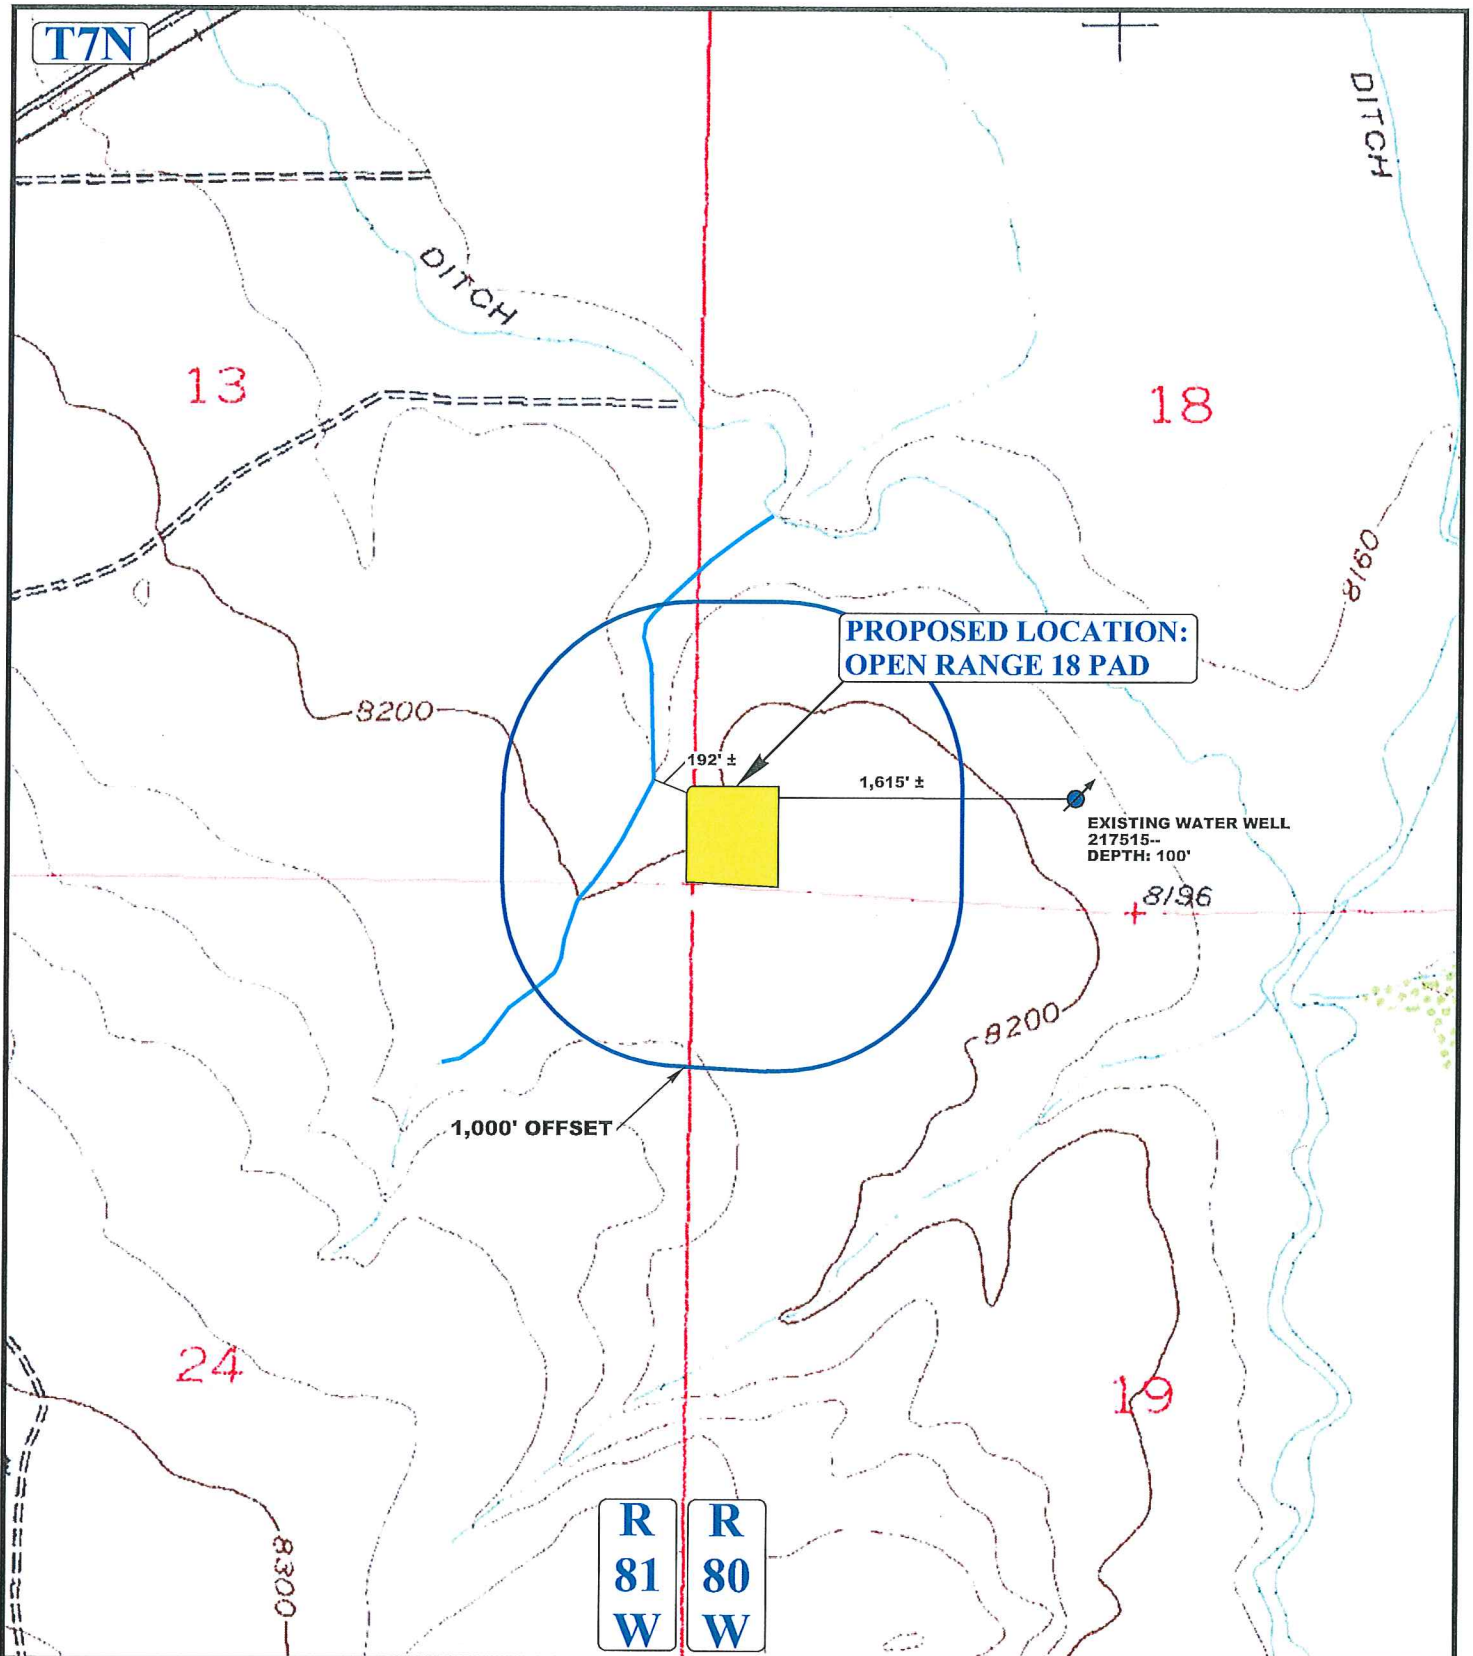 T7N
DITCH
DITCH
13
18
8160
PROPOSED LOCATION:
OPEN RANGE 18 PAD
8200
192' ±
1,615' ±
EXISTING WATER WELL
217515--
DEPTH: 100'
8196
8200
1,000' OFFSET
24
19
8300
R
81
W
R
80
W